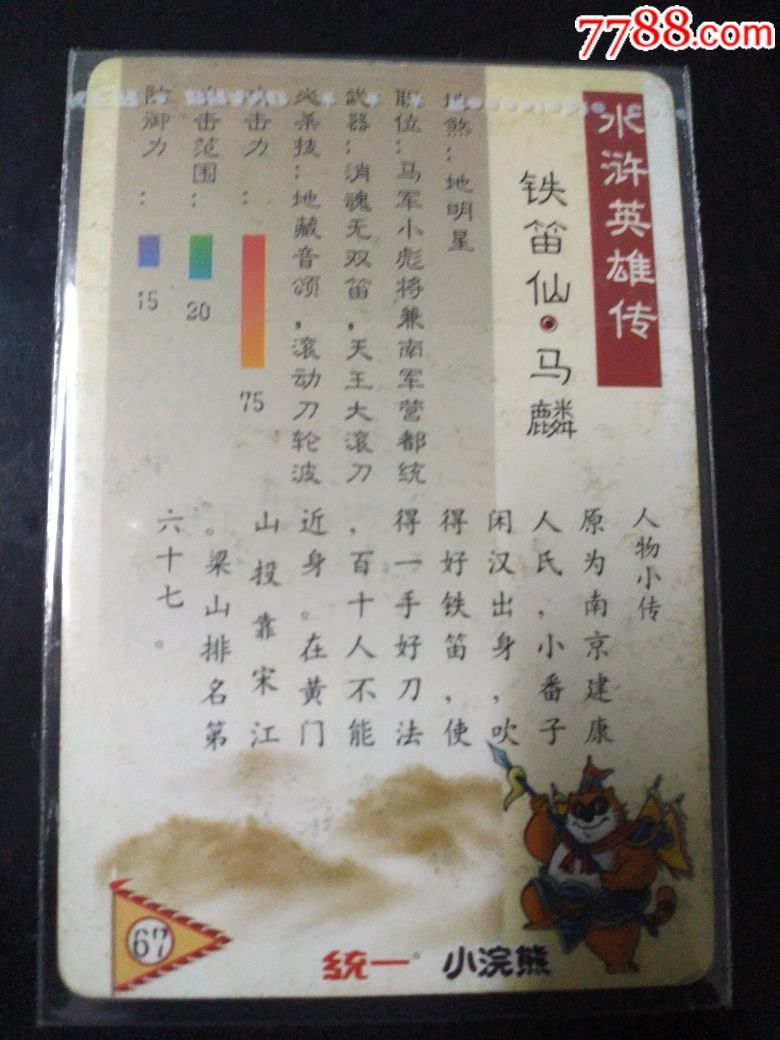 7788.com
水浒英雄传
铁笛仙·马麟
地煞：地明星
职位：马军小彪将兼南军营都统
武器：消魂无双笛，天王大滚刀
必杀技：地藏音颂，滚动刀轮波
攻击力：75
攻击范围：20
防御力：15
人物小传
原为南京建康
人氏，小番子
闲汉出身，吹
得好铁笛，使
得一手好刀法
，百十人不能
近身。在黄门
山投靠宋江
。梁山排名第
六十七。
67
统一 小浣熊